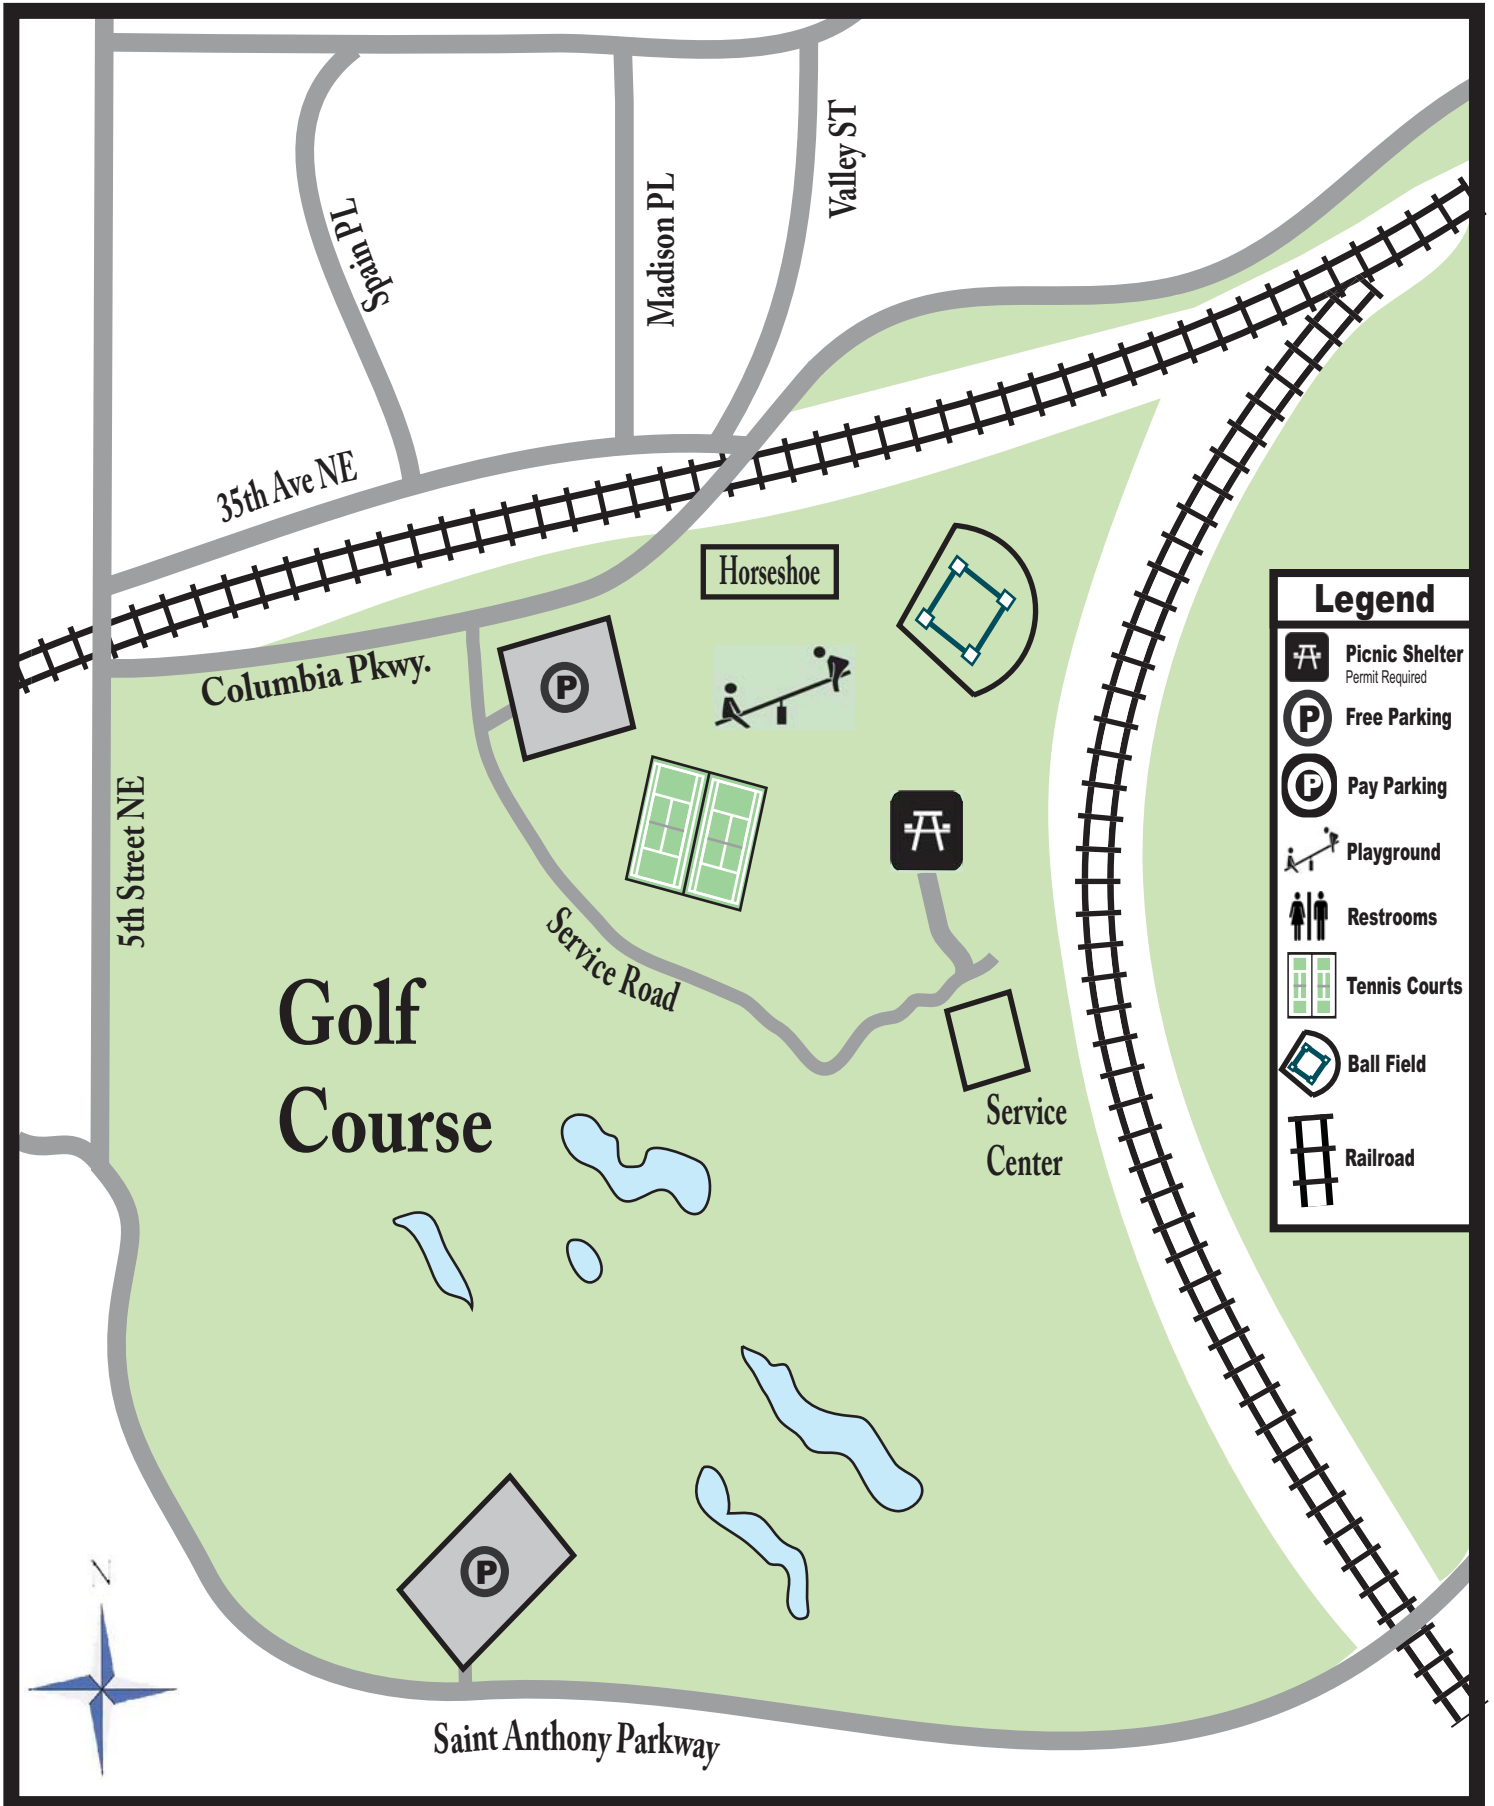 Spain PL
Madison PL
Valley ST
35th Ave NE
Horseshoe
Columbia Pkwy.
P
5th Street NE
Service Road
Golf
Course
Service
Center
P
N
Saint Anthony Parkway
Legend
Picnic Shelter
Permit Required
P Free Parking
P Pay Parking
Playground
Restrooms
Tennis Courts
Ball Field
Railroad